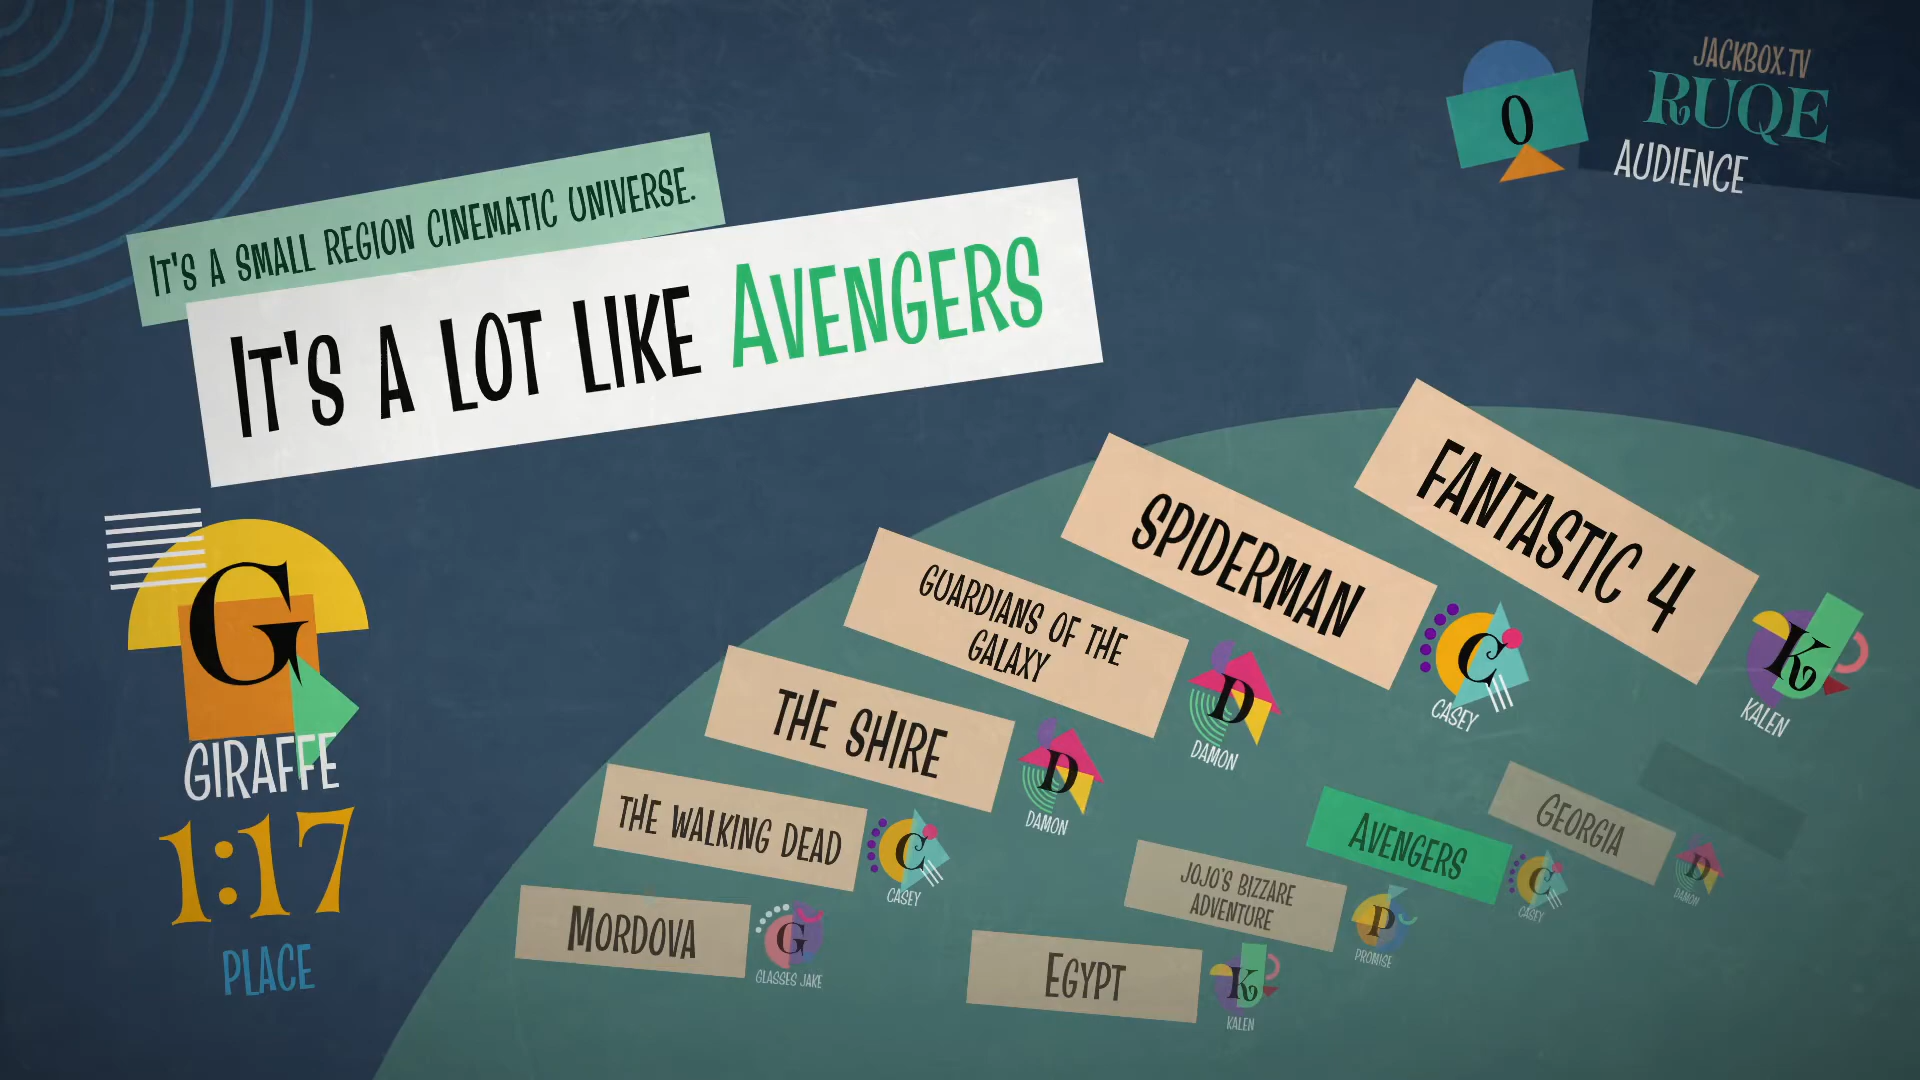 JACKBOX.TV
RUQE
0
AUDIENCE
IT'S A SMALL REGION CINEMATIC UNIVERSE.
IT'S A LOT LIKE AVENGERS
FANTASTIC 4
K
KALEN
SPIDERMAN
C
CASEY
GUARDIANS OF THE
GALAXY
D
DAMON
THE SHIRE
D
DAMON
THE WALKING DEAD
C
CASEY
MORDOVA
G
GLASSES JAKE
GEORGIA
D
DAMON
AVENGERS
C
CASEY
JOJO'S BIZZARE
ADVENTURE
P
PROMISE
EGYPT
K
KALEN
G
GIRAFFE
1:17
PLACE